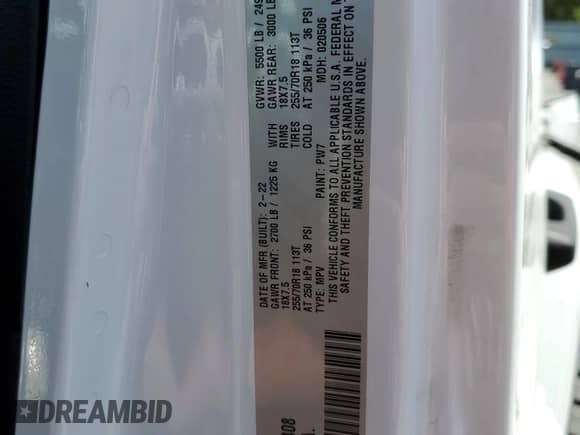 DATE OF MFR (BUILT): 2-22 GVWR: 5500 LB / 249
GAWR FRONT: 2700 LB / 1225 KG WITH GAWR REAR: 3000 LB
18X7.5 RIMS 18X7.5
255/70R18 113T TIRES 255/70R18 113T
AT 250 kPa / 36 PSI COLD AT 250 kPa / 36 PSI
TYPE: MPV PAINT: PW7 MDH: 020506
THIS VEHICLE CONFORMS TO ALL APPLICABLE U.S.A. FEDERAL
SAFETY AND THEFT PREVENTION STANDARDS IN EFFECT ON
MANUFACTURE SHOWN ABOVE.
DREAMBID